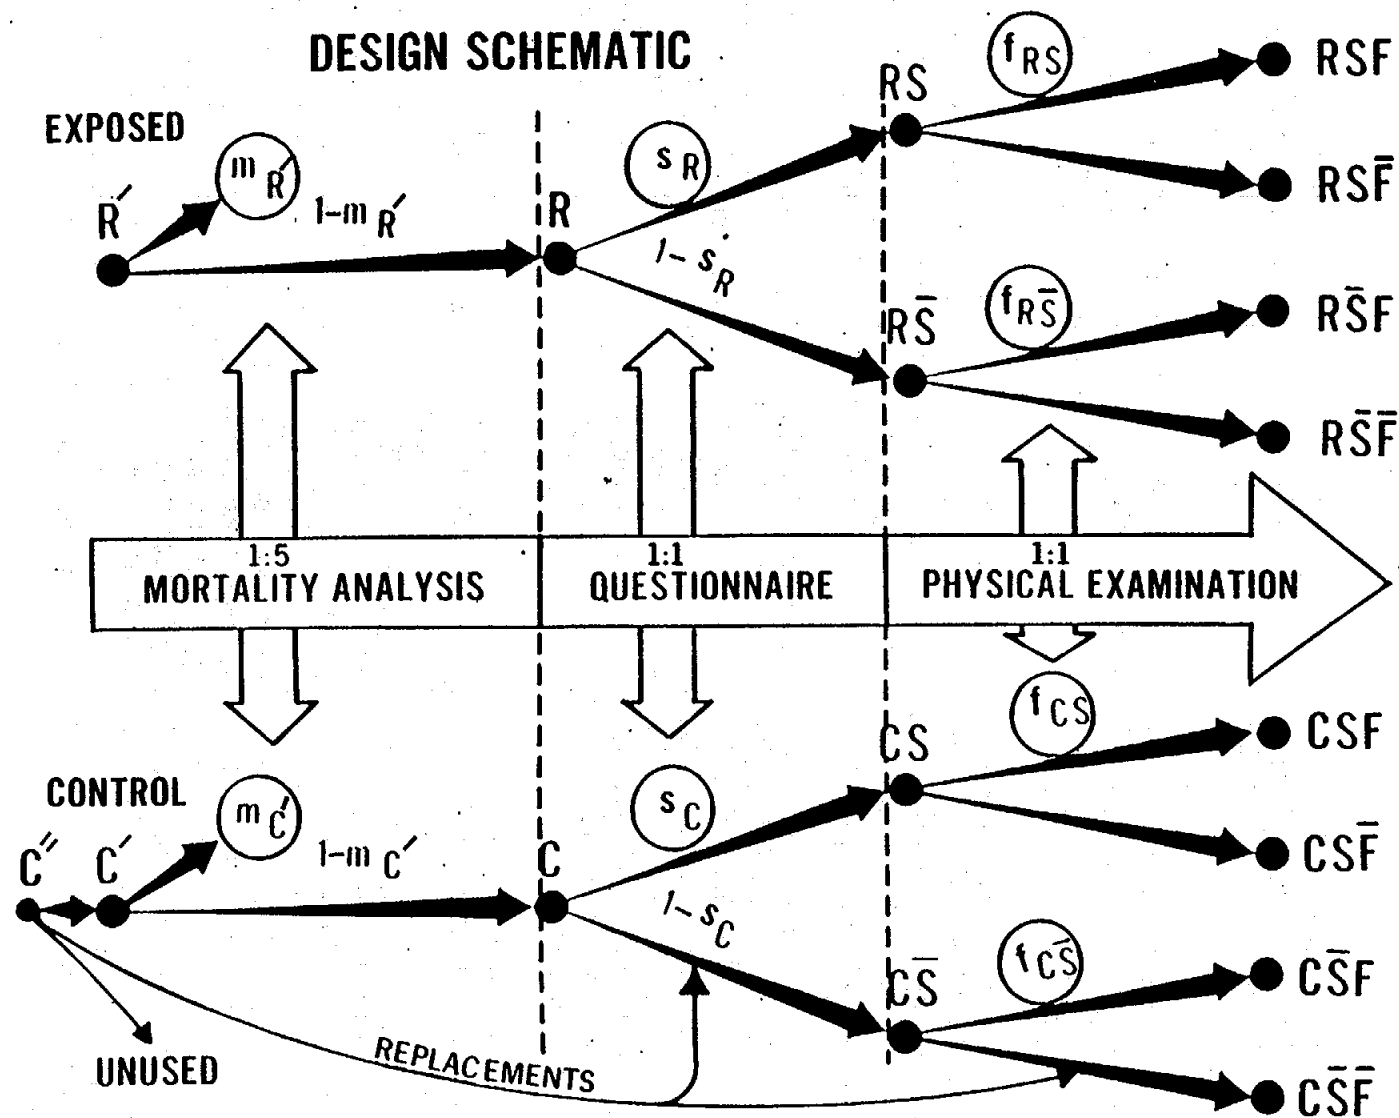 DESIGN SCHEMATIC
EXPOSED
R′
m R′
1-m R′
R
s R
1-s R
RS
f RS
RSF
RSF̄
RS̄
f RS̄
RS̄F
RS̄F̄
1:5
MORTALITY ANALYSIS
1:1
QUESTIONNAIRE
1:1
PHYSICAL EXAMINATION
CONTROL
C″
C′
m C′
1-m C′
C
s C
1-s C
CS
f CS
CSF
CSF̄
CS̄
f CS̄
CS̄F
CS̄F̄
UNUSED
REPLACEMENTS